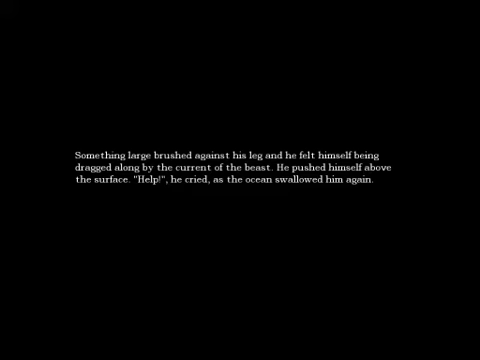 Something large brushed against his leg and he felt himself being
dragged along by the current of the beast. He pushed himself above
the surface. "Help!", he cried, as the ocean swallowed him again.